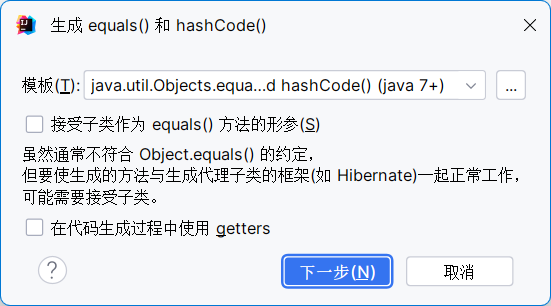 生成 equals() 和 hashCode()
模板(T): java.util.Objects.equa...d hashCode() (java 7+) ...
接受子类作为 equals() 方法的形参(S)
虽然通常不符合 Object.equals() 的约定，
但要使生成的方法与生成代理子类的框架(如 Hibernate)一起正常工作，
可能需要接受子类。
在代码生成过程中使用 getters
? 下一步(N) 取消